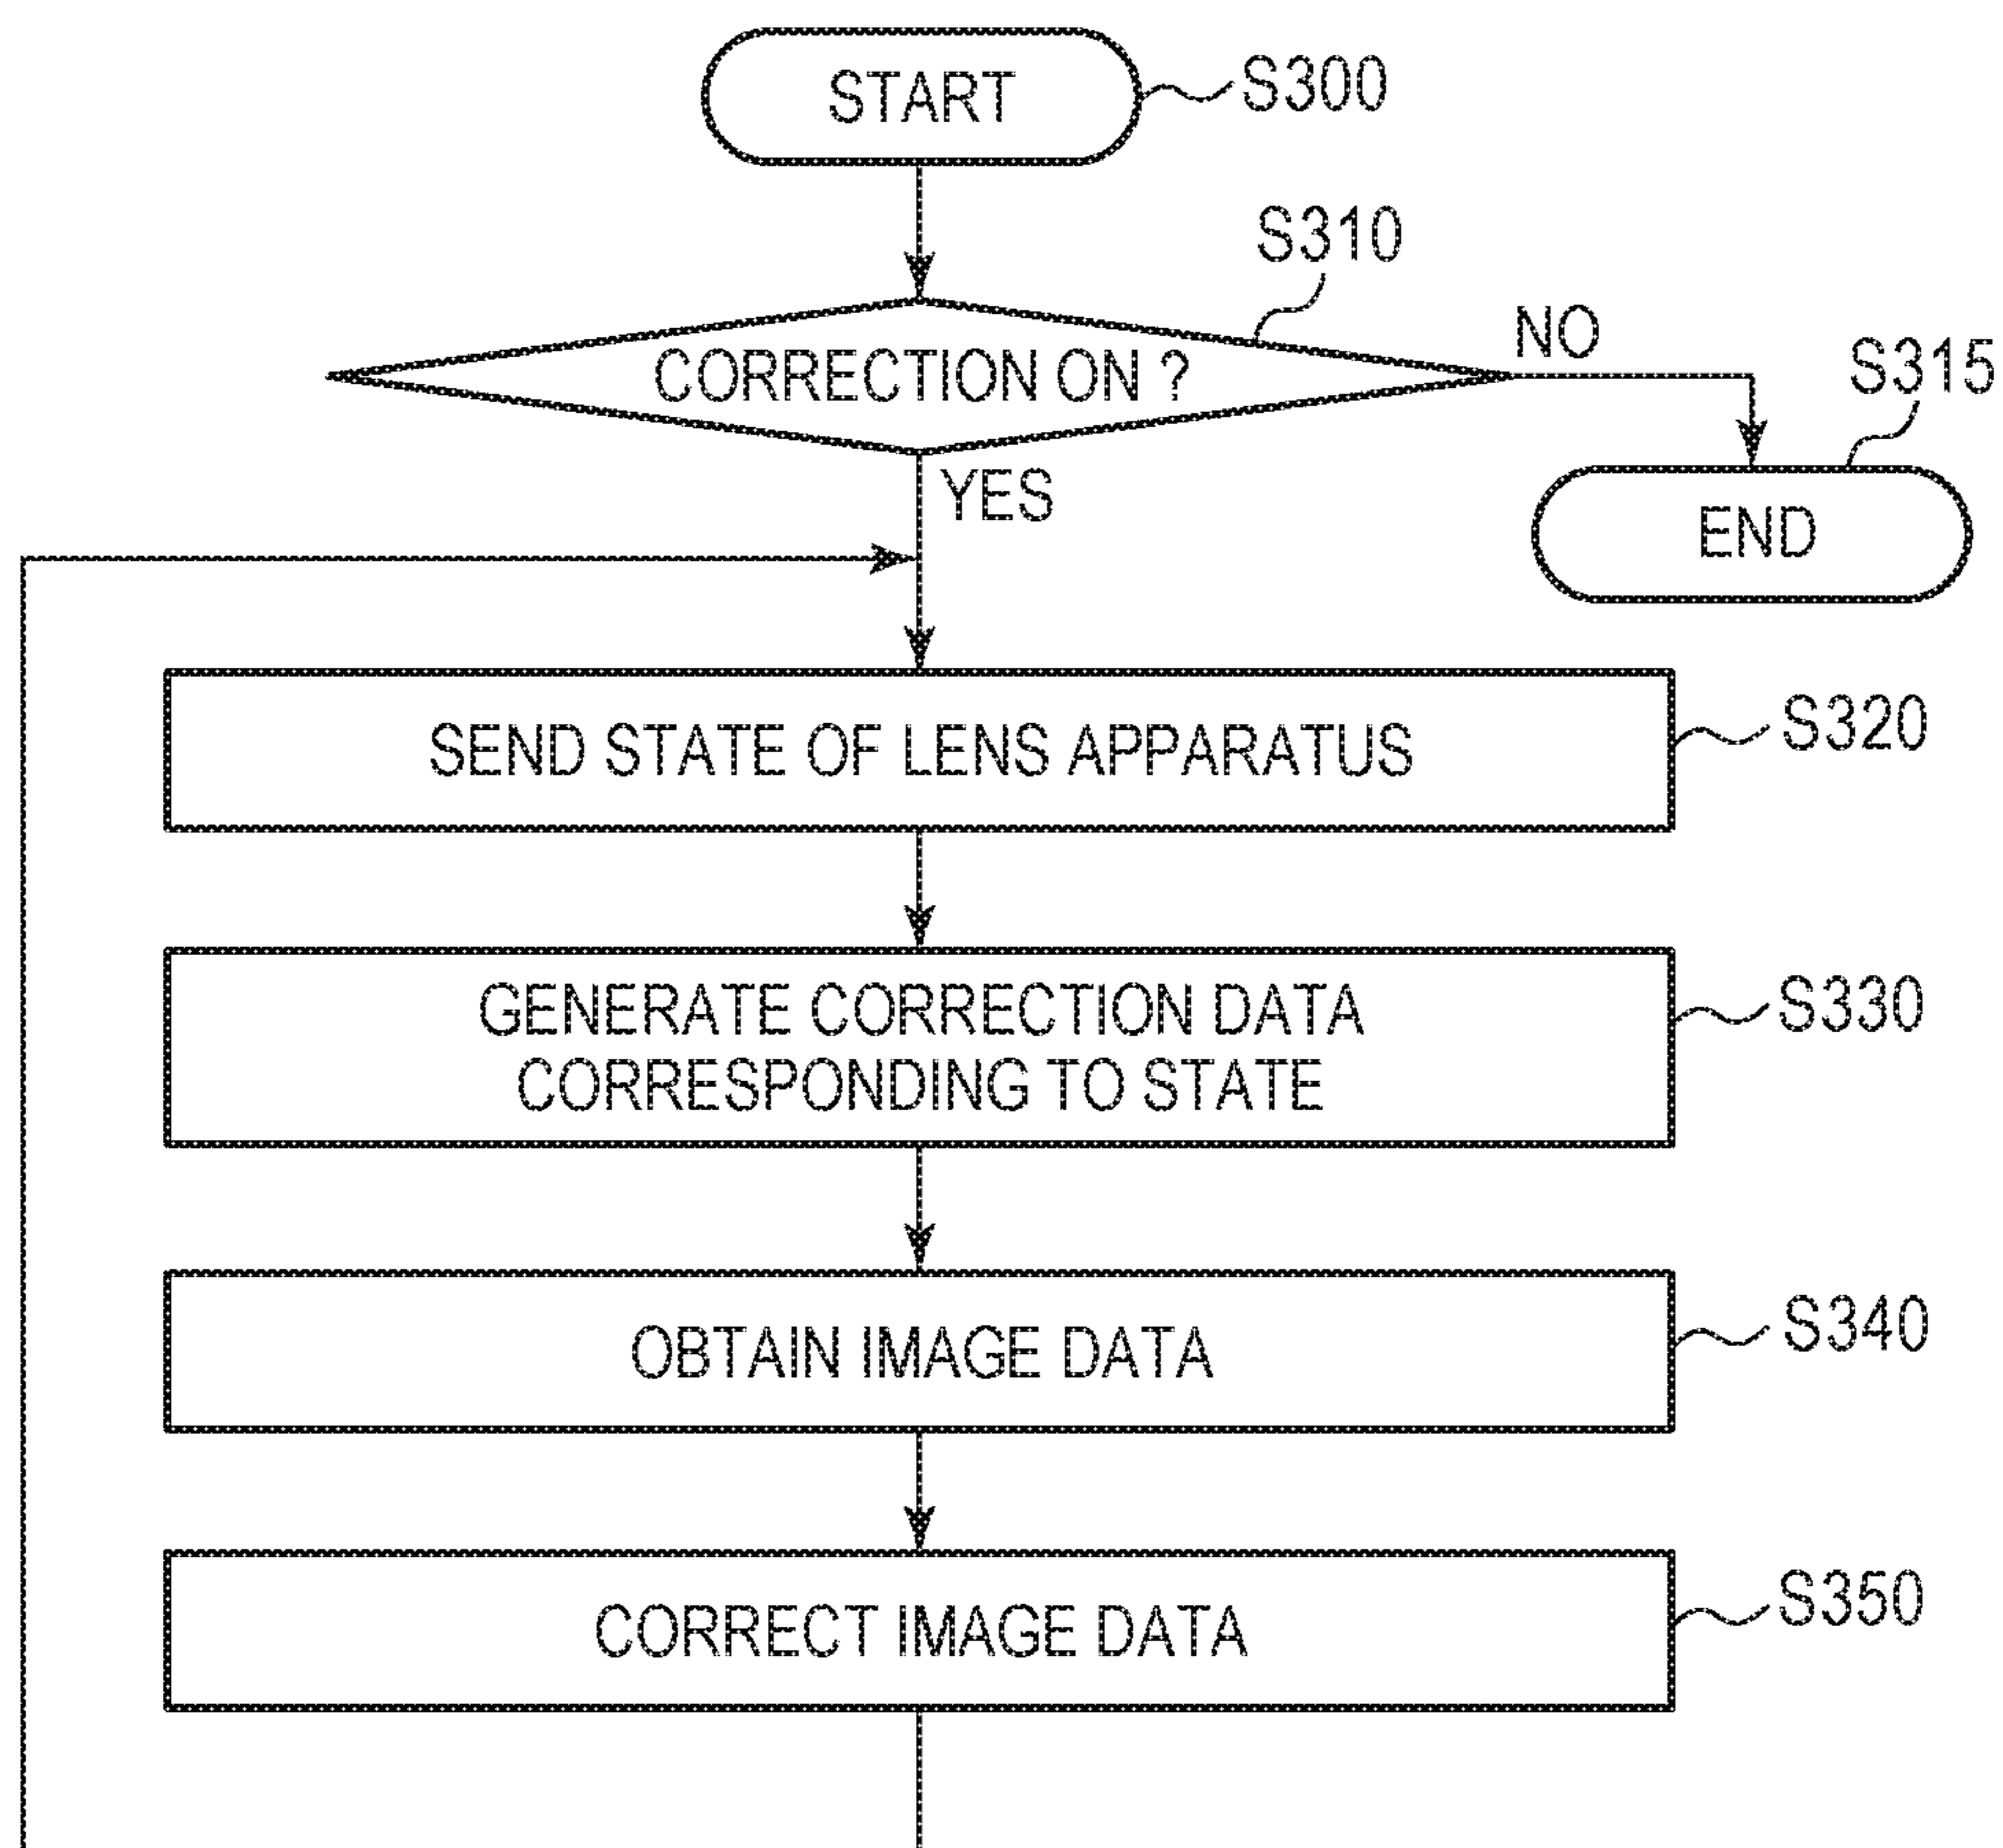 START
S300
S310
CORRECTION ON ?
NO
S315
YES
END
SEND STATE OF LENS APPARATUS
S320
GENERATE CORRECTION DATA
CORRESPONDING TO STATE
S330
OBTAIN IMAGE DATA
S340
CORRECT IMAGE DATA
S350